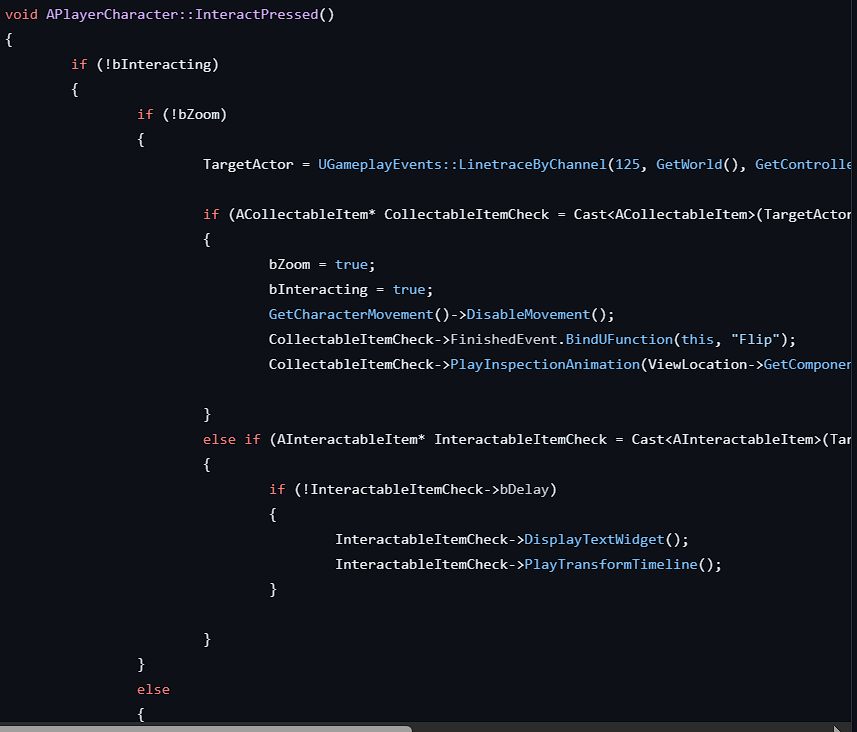 void APlayerCharacter::InteractPressed()
{
if (!bInteracting)
{
if (!bZoom)
{
TargetActor = UGameplayEvents::LinetraceByChannel(125, GetWorld(), GetControlle
if (ACollectableItem* CollectableItemCheck = Cast<ACollectableItem>(TargetActor
{
bZoom = true;
bInteracting = true;
GetCharacterMovement()->DisableMovement();
CollectableItemCheck->FinishedEvent.BindUFunction(this, "Flip");
CollectableItemCheck->PlayInspectionAnimation(ViewLocation->GetComponen
}
else if (AInteractableItem* InteractableItemCheck = Cast<AInteractableItem>(Tar
{
if (!InteractableItemCheck->bDelay)
{
InteractableItemCheck->DisplayTextWidget();
InteractableItemCheck->PlayTransformTimeline();
}
}
}
else
{